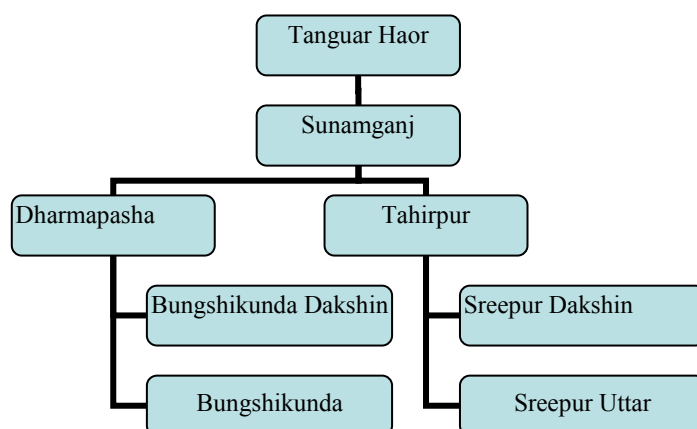 Tanguar Haor
Sunamganj
Dharmapasha
Tahirpur
Bungshikunda Dakshin
Sreepur Dakshin
Bungshikunda
Sreepur Uttar